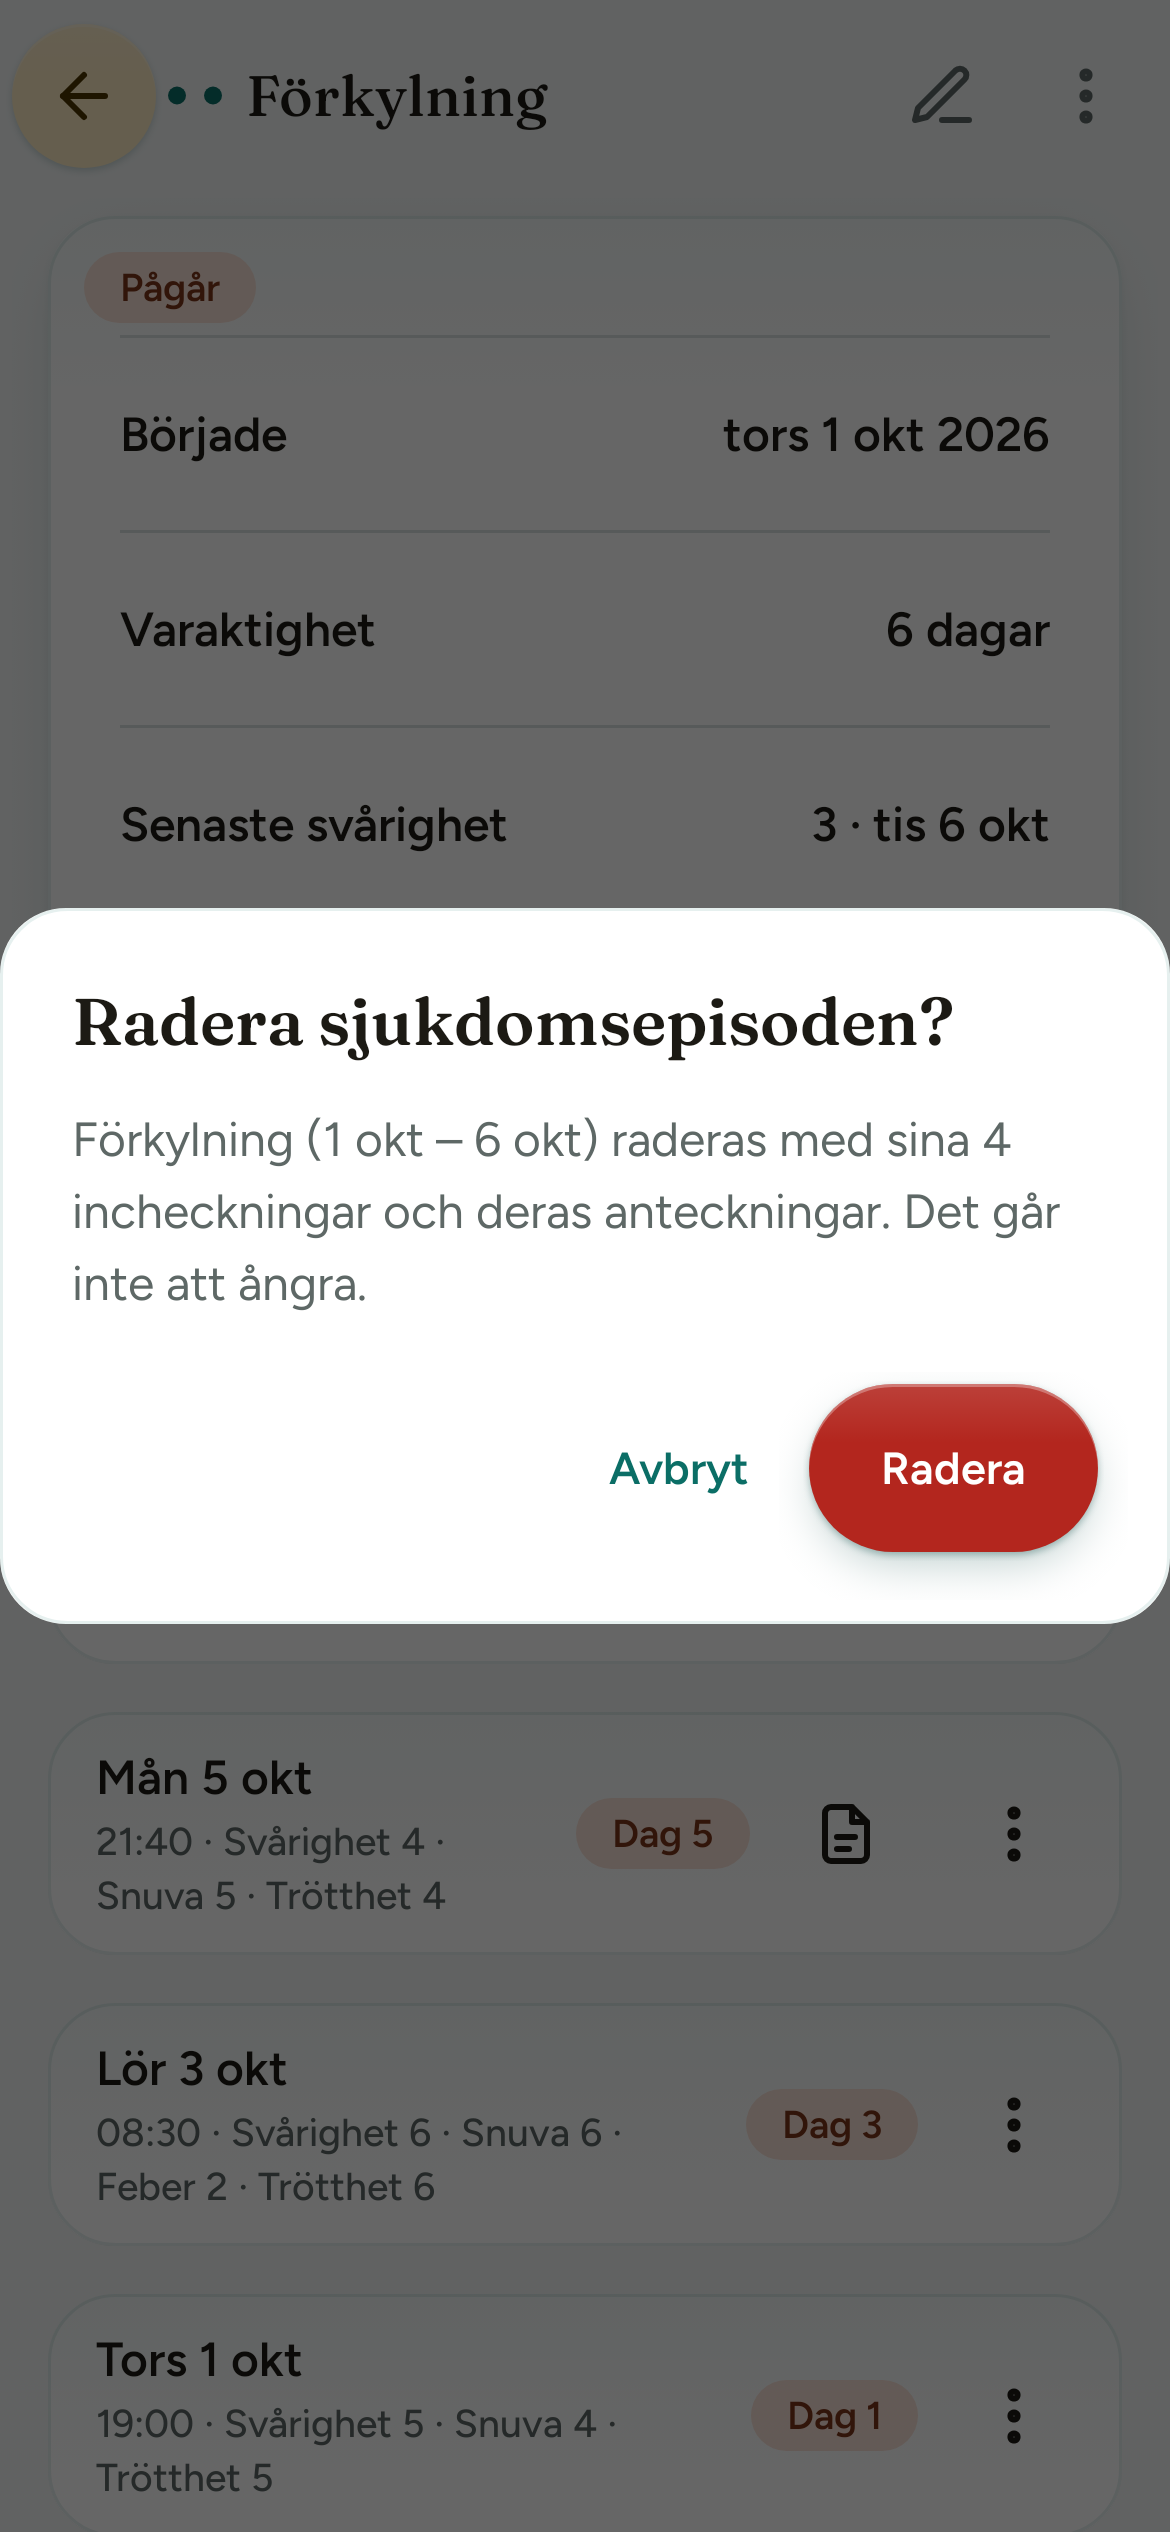 Förkylning
Pågår
Började tors 1 okt 2026
Varaktighet 6 dagar
Senaste svårighet 3 · tis 6 okt
Radera sjukdomsepisoden?
Förkylning (1 okt – 6 okt) raderas med sina 4
incheckningar och deras anteckningar. Det går
inte att ångra.
Avbryt Radera
Mån 5 okt
21:40 · Svårighet 4 ·
Snuva 5 · Trötthet 4
Dag 5
Lör 3 okt
08:30 · Svårighet 6 · Snuva 6 ·
Feber 2 · Trötthet 6
Dag 3
Tors 1 okt
19:00 · Svårighet 5 · Snuva 4 ·
Trötthet 5
Dag 1